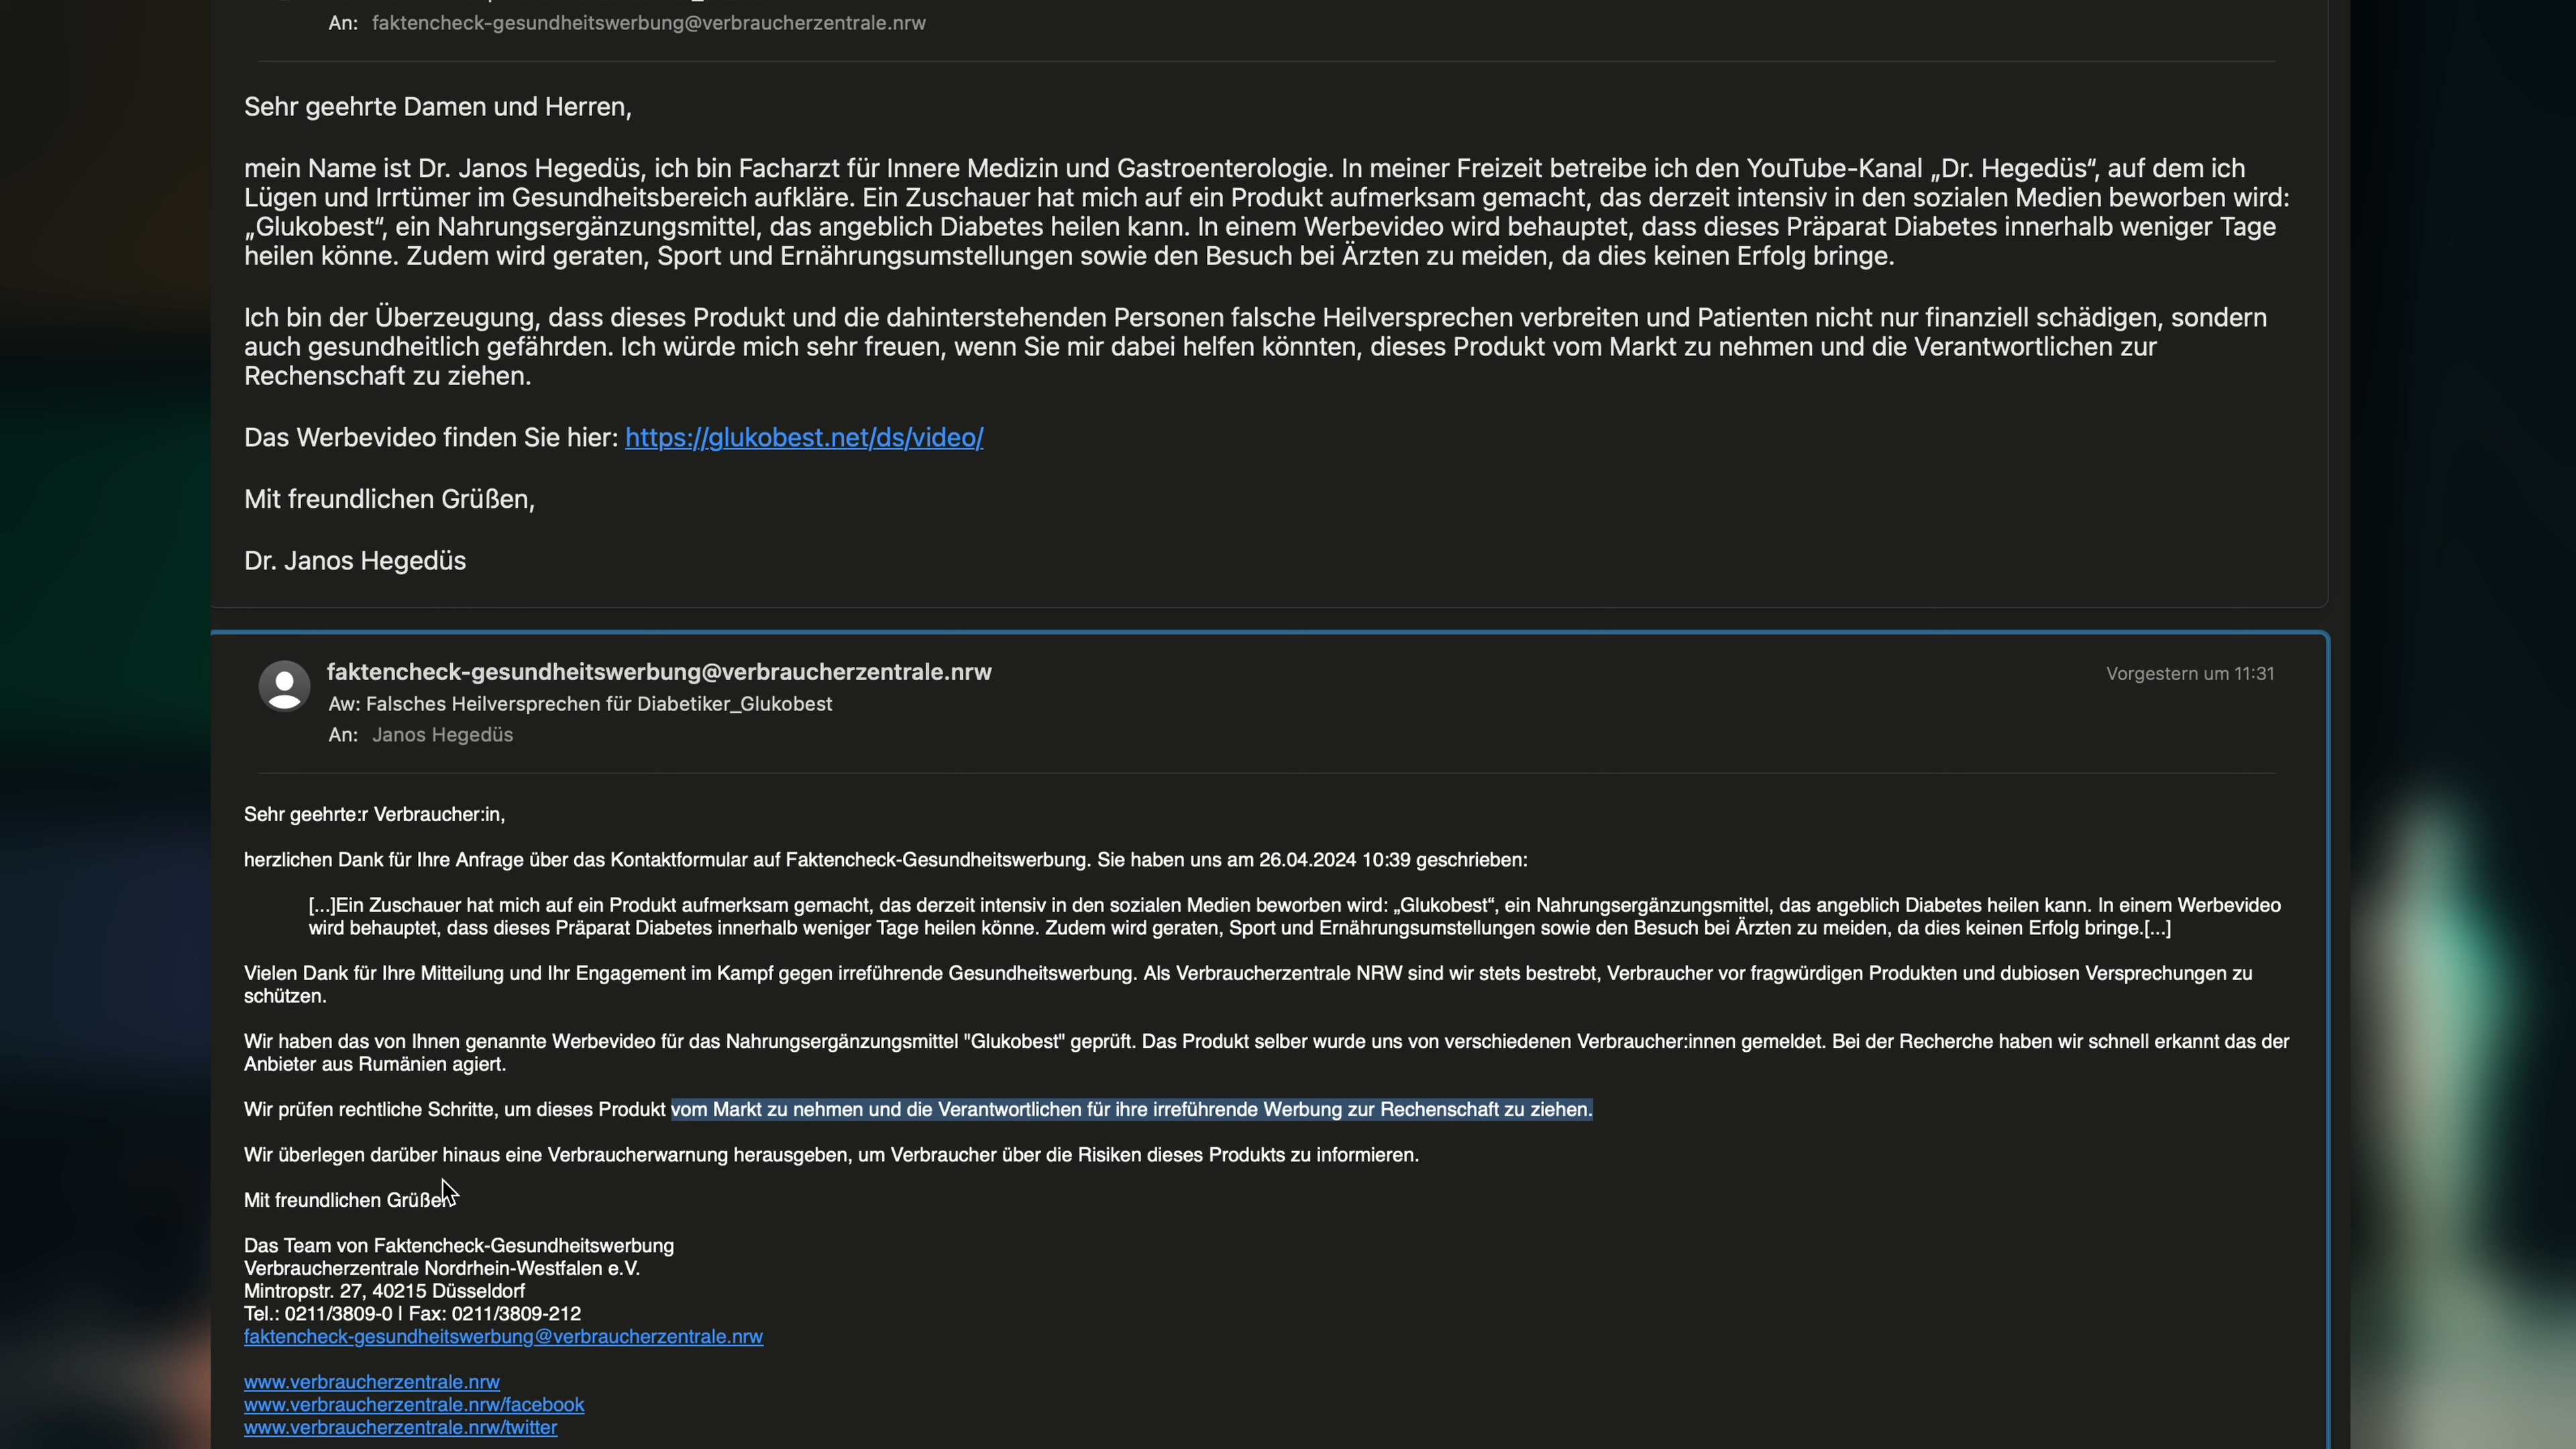 An: faktencheck-gesundheitswerbung@verbraucherzentrale.nrw
Sehr geehrte Damen und Herren,
mein Name ist Dr. Janos Hegedüs, ich bin Facharzt für Innere Medizin und Gastroenterologie. In meiner Freizeit betreibe ich den YouTube-Kanal „Dr. Hegedüs“, auf dem ich
Lügen und Irrtümer im Gesundheitsbereich aufkläre. Ein Zuschauer hat mich auf ein Produkt aufmerksam gemacht, das derzeit intensiv in den sozialen Medien beworben wird:
„Glukobest“, ein Nahrungsergänzungsmittel, das angeblich Diabetes heilen kann. In einem Werbevideo wird behauptet, dass dieses Präparat Diabetes innerhalb weniger Tage
heilen könne. Zudem wird geraten, Sport und Ernährungsumstellungen sowie den Besuch bei Ärzten zu meiden, da dies keinen Erfolg bringe.
Ich bin der Überzeugung, dass dieses Produkt und die dahinterstehenden Personen falsche Heilversprechen verbreiten und Patienten nicht nur finanziell schädigen, sondern
auch gesundheitlich gefährden. Ich würde mich sehr freuen, wenn Sie mir dabei helfen könnten, dieses Produkt vom Markt zu nehmen und die Verantwortlichen zur
Rechenschaft zu ziehen.
Das Werbevideo finden Sie hier: https://glukobest.net/ds/video/
Mit freundlichen Grüßen,
Dr. Janos Hegedüs
faktencheck-gesundheitswerbung@verbraucherzentrale.nrw
Vorgestern um 11:31
Aw: Falsches Heilversprechen für Diabetiker_Glukobest
An: Janos Hegedüs
Sehr geehrte:r Verbraucher:in,
herzlichen Dank für Ihre Anfrage über das Kontaktformular auf Faktencheck-Gesundheitswerbung. Sie haben uns am 26.04.2024 10:39 geschrieben:
[...]Ein Zuschauer hat mich auf ein Produkt aufmerksam gemacht, das derzeit intensiv in den sozialen Medien beworben wird: „Glukobest“, ein Nahrungsergänzungsmittel, das angeblich Diabetes heilen kann. In einem Werbevideo
wird behauptet, dass dieses Präparat Diabetes innerhalb weniger Tage heilen könne. Zudem wird geraten, Sport und Ernährungsumstellungen sowie den Besuch bei Ärzten zu meiden, da dies keinen Erfolg bringe.[...]
Vielen Dank für Ihre Mitteilung und Ihr Engagement im Kampf gegen irreführende Gesundheitswerbung. Als Verbraucherzentrale NRW sind wir stets bestrebt, Verbraucher vor fragwürdigen Produkten und dubiosen Versprechungen zu
schützen.
Wir haben das von Ihnen genannte Werbevideo für das Nahrungsergänzungsmittel "Glukobest" geprüft. Das Produkt selber wurde uns von verschiedenen Verbraucher:innen gemeldet. Bei der Recherche haben wir schnell erkannt das der
Anbieter aus Rumänien agiert.
Wir prüfen rechtliche Schritte, um dieses Produkt vom Markt zu nehmen und die Verantwortlichen für ihre irreführende Werbung zur Rechenschaft zu ziehen.
Wir überlegen darüber hinaus eine Verbraucherwarnung herausgeben, um Verbraucher über die Risiken dieses Produkts zu informieren.
Mit freundlichen Grüßen
Das Team von Faktencheck-Gesundheitswerbung
Verbraucherzentrale Nordrhein-Westfalen e.V.
Mintropstr. 27, 40215 Düsseldorf
Tel.: 0211/3809-0 | Fax: 0211/3809-212
faktencheck-gesundheitswerbung@verbraucherzentrale.nrw
www.verbraucherzentrale.nrw
www.verbraucherzentrale.nrw/facebook
www.verbraucherzentrale.nrw/twitter